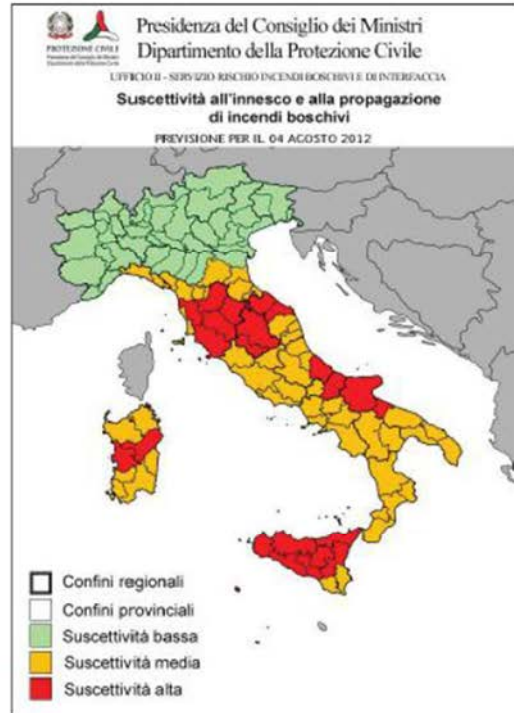 Presidenza del Consiglio dei Ministri
Dipartimento della Protezione Civile
PROTEZIONE CIVILE
UFFICIO II - SERVIZIO RISCHIO INCENDI BOSCHIVI E DI INTERFACCIA
Suscettività all'innesco e alla propagazione
di incendi boschivi
PREVISIONE PER IL 04 AGOSTO 2012
Confini regionali
Confini provinciali
Suscettività bassa
Suscettività media
Suscettività alta